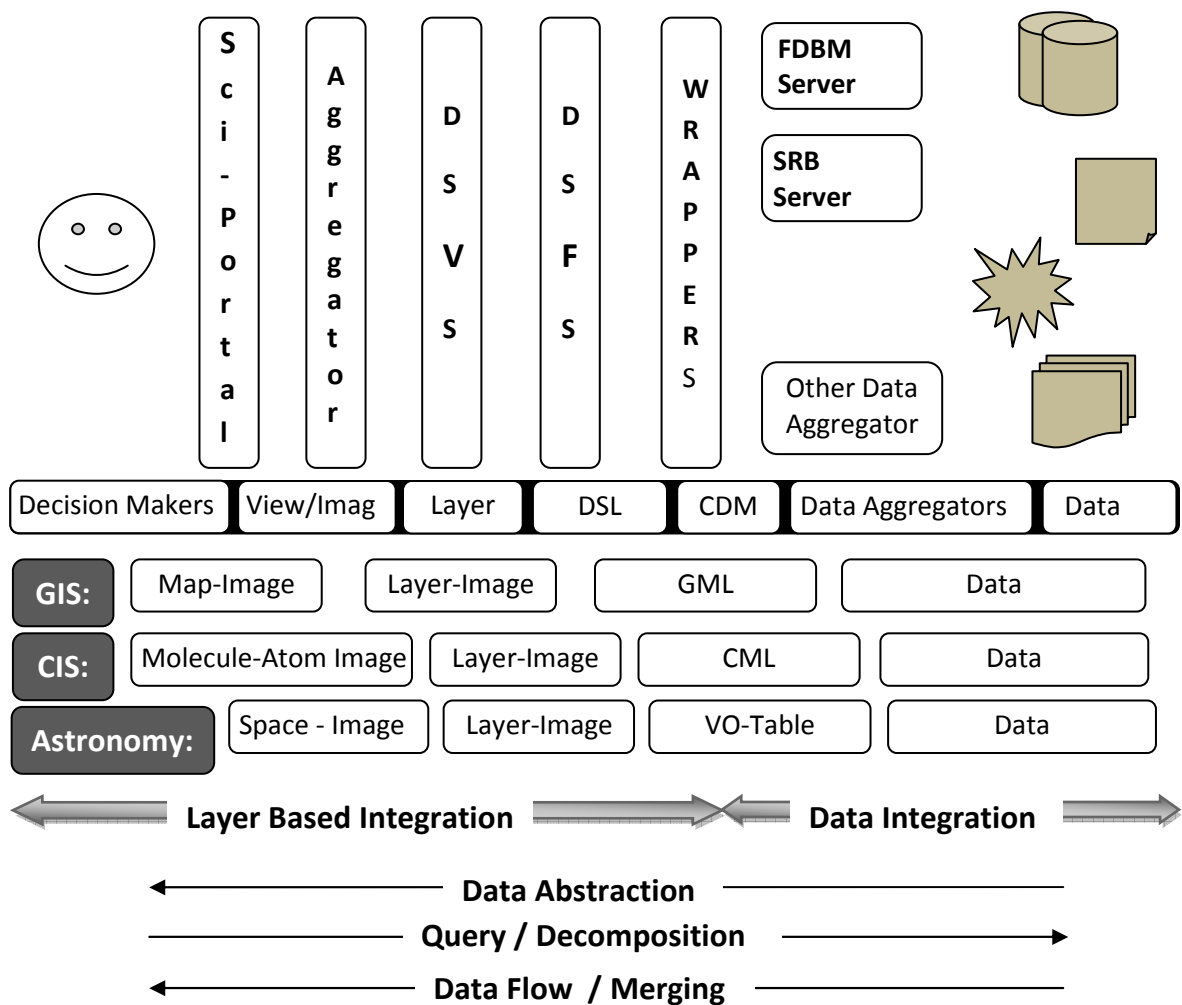 Sci-Portal
Aggregator
DSVS
DSFS
WRAPPERS
FDBM
Server
SRB
Server
Other Data
Aggregator
Decision Makers View/Imag Layer DSL CDM Data Aggregators Data
GIS: Map-Image Layer-Image GML Data
CIS: Molecule-Atom Image Layer-Image CML Data
Astronomy: Space - Image Layer-Image VO-Table Data
Layer Based Integration Data Integration
Data Abstraction
Query / Decomposition
Data Flow / Merging